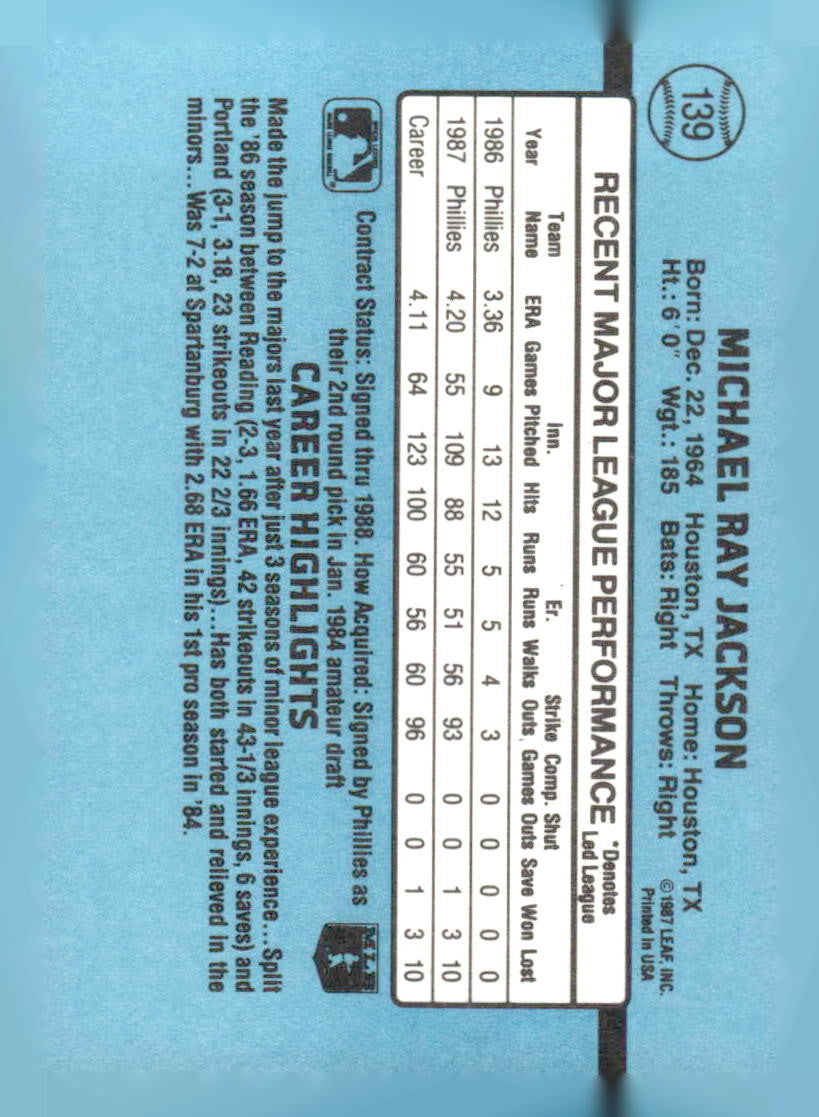 139
MICHAEL RAY JACKSON
Born: Dec. 22, 1964 Houston, TX Home: Houston, TX
Ht.: 6'0" Wgt.: 185 Bats: Right Throws: Right
© 1987 LEAF, INC.
Printed in USA
RECENT MAJOR LEAGUE PERFORMANCE *Denotes
Led League
Team Inn. Er. Strike Comp. Shut
Year Name ERA Games Pitched Hits Runs Runs Walks Outs Games Outs Save Won Lost
1986 Phillies 3.36 9 13 12 5 5 4 3 0 0 0 0 0
1987 Phillies 4.20 55 109 88 55 51 56 93 0 0 1 3 10
Career 4.11 64 123 100 60 56 60 96 0 0 1 3 10
Contract Status: Signed thru 1988. How Acquired: Signed by Phillies as
their 2nd round pick in Jan. 1984 amateur draft
MLB
CAREER HIGHLIGHTS
Made the jump to the majors last year after just 3 seasons of minor league experience...Split
the '86 season between Reading (2-3, 1.66 ERA, 42 strikeouts in 43-1/3 innings, 6 saves) and
Portland (3-1, 3.18, 23 strikeouts in 22 2/3 innings)...Has both started and relieved in the
minors... Was 7-2 at Spartanburg with 2.68 ERA in his 1st pro season in '84.